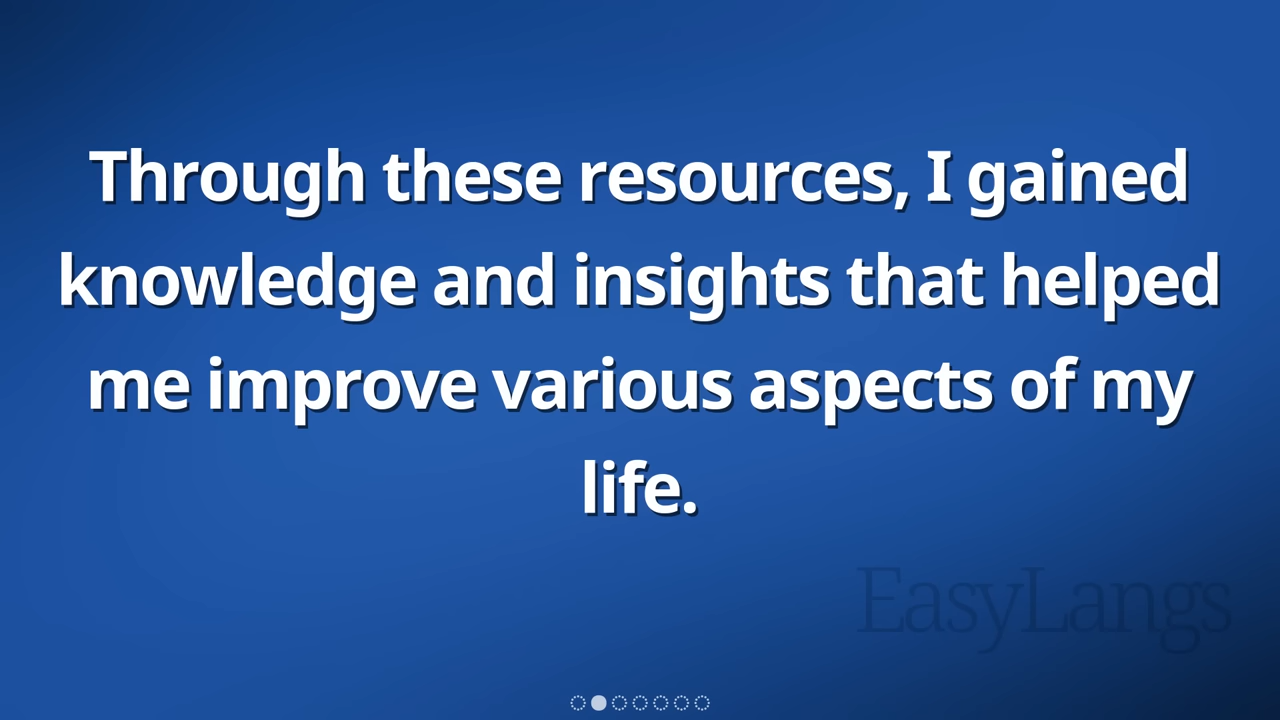 Through these resources, I gained
knowledge and insights that helped
me improve various aspects of my
life.
EasyLangs